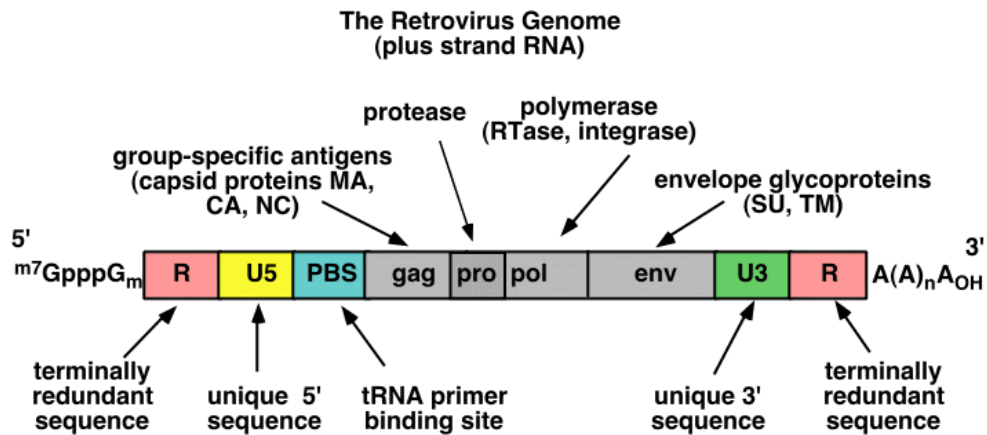 The Retrovirus Genome
(plus strand RNA)
protease
polymerase
(RTase, integrase)
group-specific antigens
(capsid proteins MA,
CA, NC)
envelope glycoproteins
(SU, TM)
5'
3'
m7GpppGm R U5 PBS gag pro pol env U3 R A(A)nAOH
terminally
redundant
sequence
unique 5'
sequence
tRNA primer
binding site
unique 3'
sequence
terminally
redundant
sequence